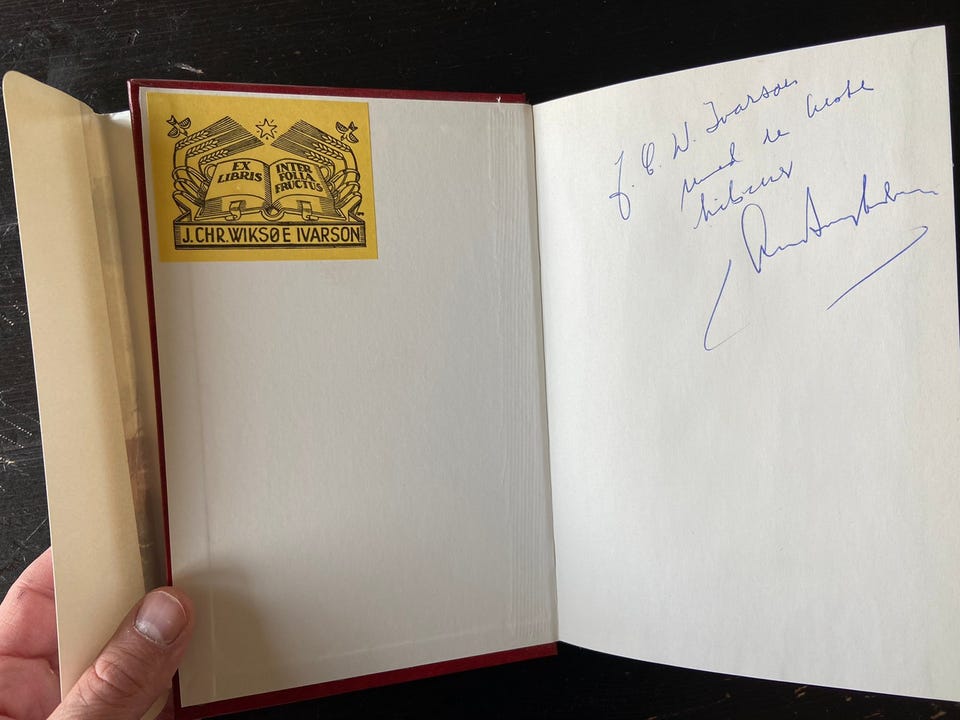 EX
LIBRIS
INTER
FOLIA
FRUCTUS
J.CHR.WIKSØE IVARSON
J. C. W. Ivarson
med de beste
hilsener